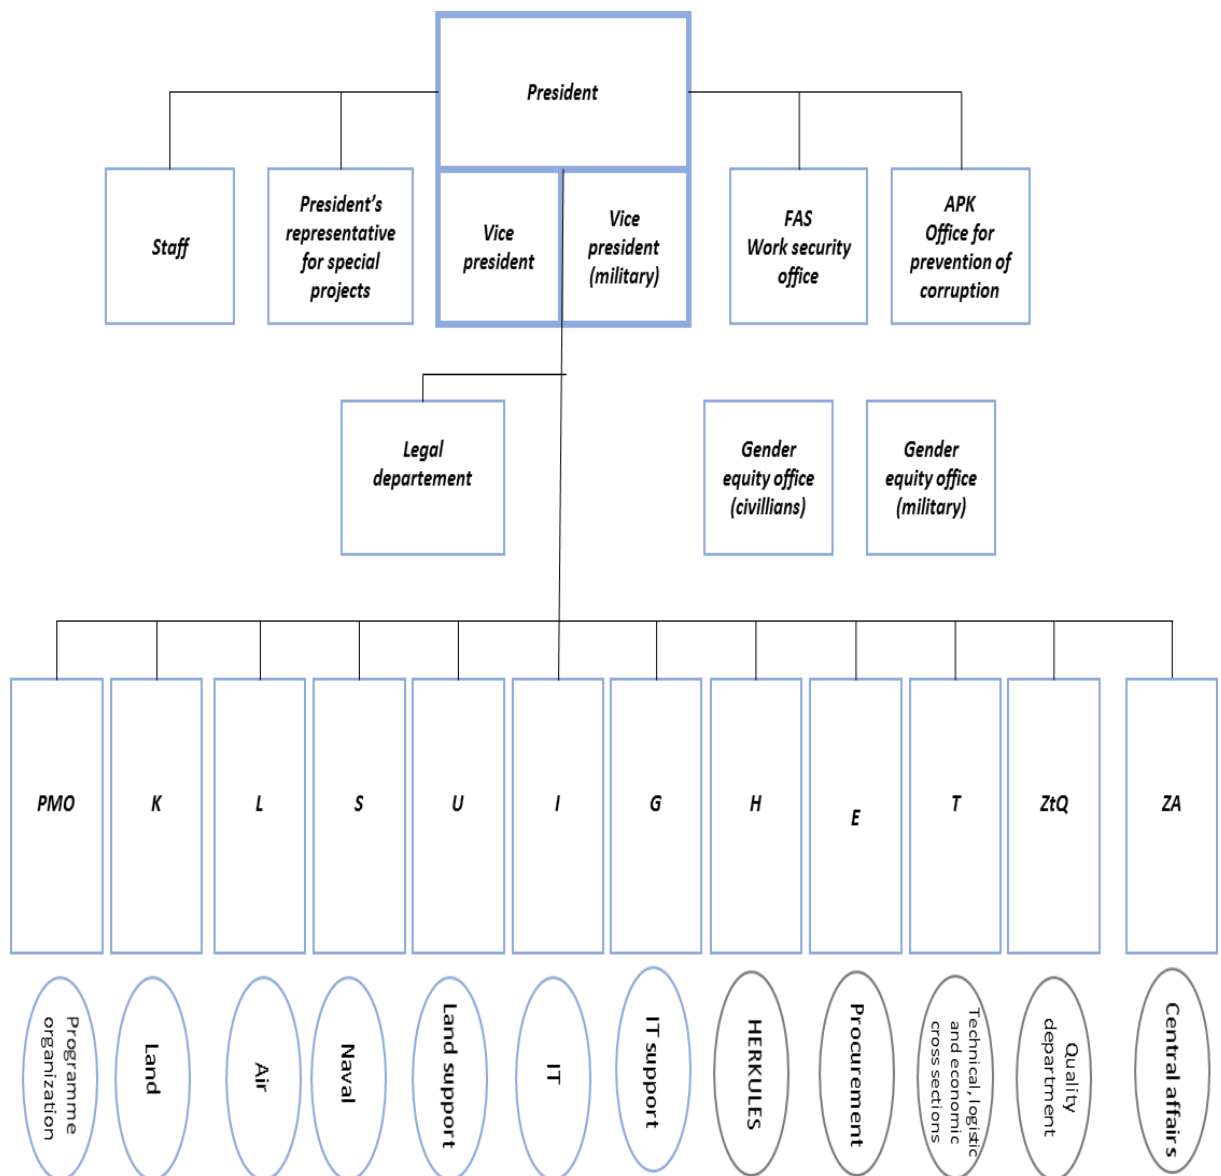 President
Staff
President's
representative
for special
projects
Vice
president
Vice
president
(military)
FAS
Work security
office
APK
Office for
prevention of
corruption
Legal
departement
Gender
equity office
(civillians)
Gender
equity office
(military)
PMO
K
L
S
U
I
G
H
E
T
ZtQ
ZA
Programme
organization
Land
Air
Naval
Land support
IT
IT support
HERKULES
Procurement
Technical, logistic
and economic
cross sections
Quality
department
Central affairs